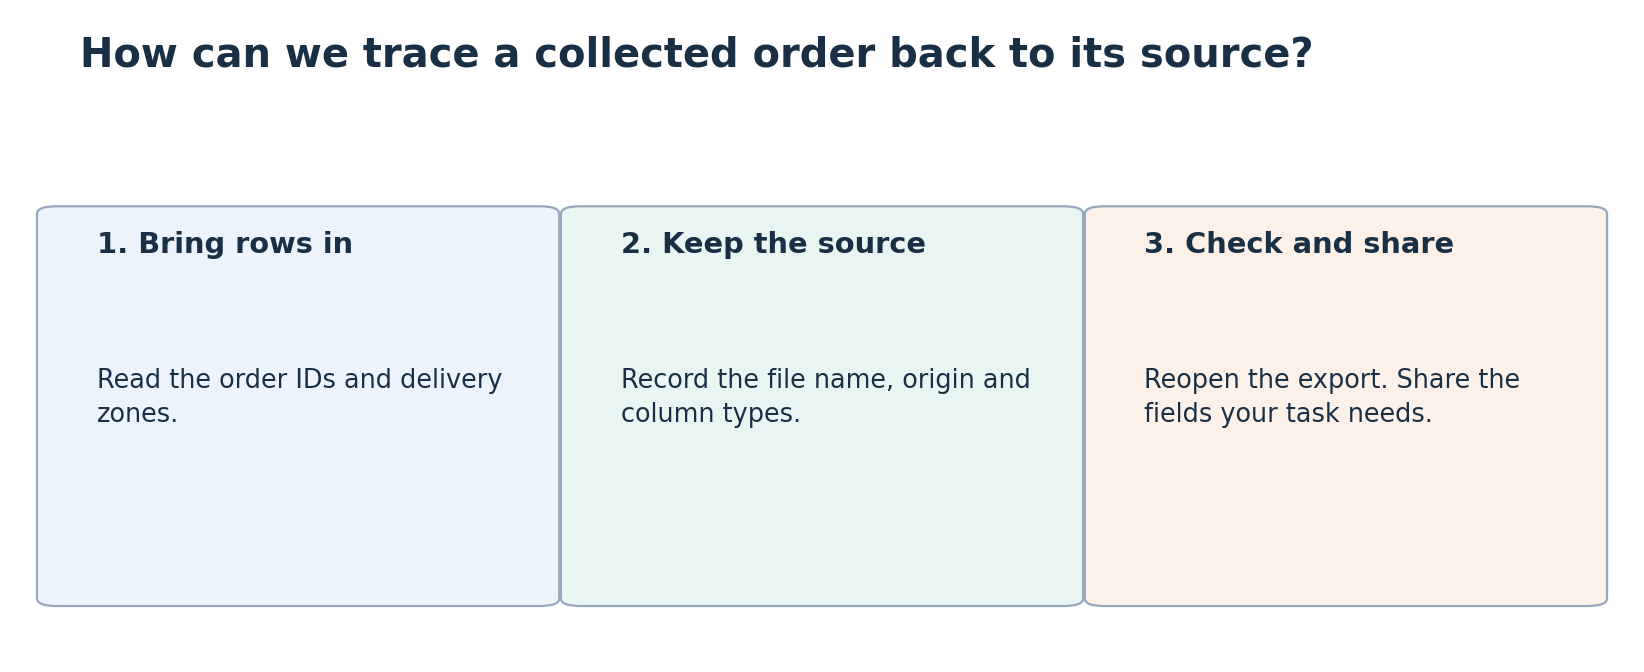 How can we trace a collected order back to its source?
1. Bring rows in
Read the order IDs and delivery
zones.
2. Keep the source
Record the file name, origin and
column types.
3. Check and share
Reopen the export. Share the
fields your task needs.